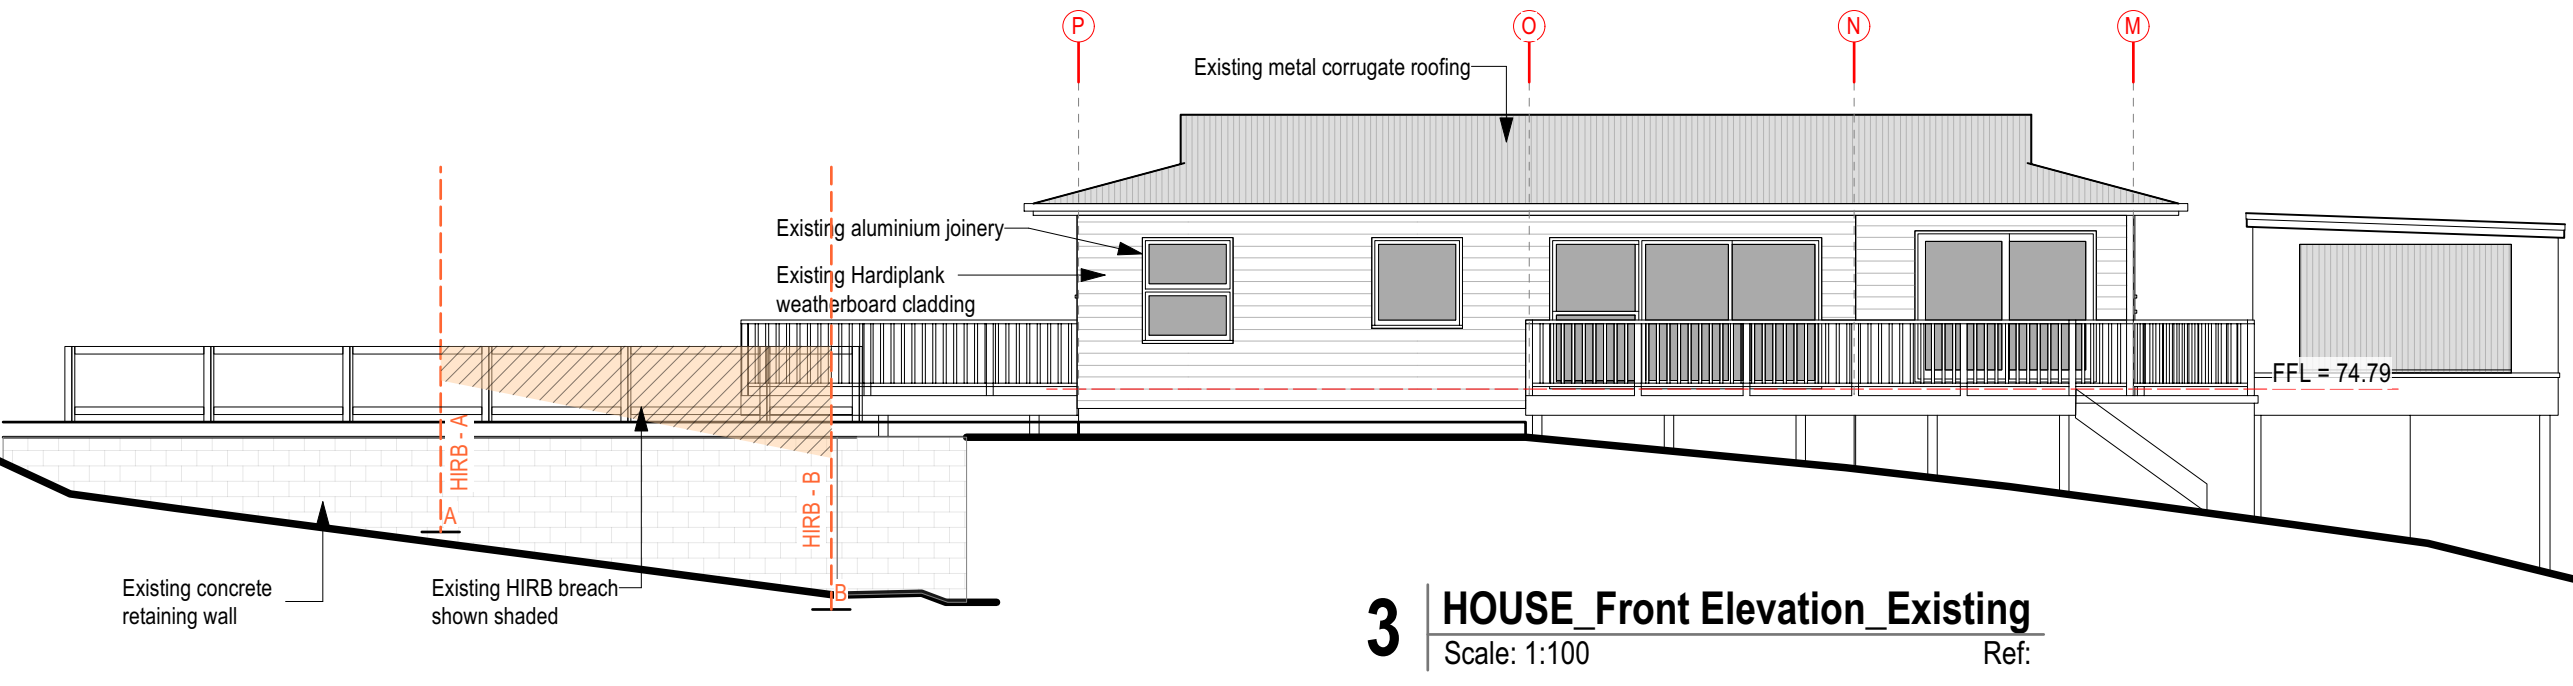 P
O
N
M
Existing metal corrugate roofing
Existing aluminium joinery
Existing Hardiplank
weatherboard cladding
FFL = 74.79
HIRB - A
A
HIRB - B
B
Existing concrete
retaining wall
Existing HIRB breach
shown shaded
3
HOUSE_Front Elevation_Existing
Scale: 1:100
Ref: